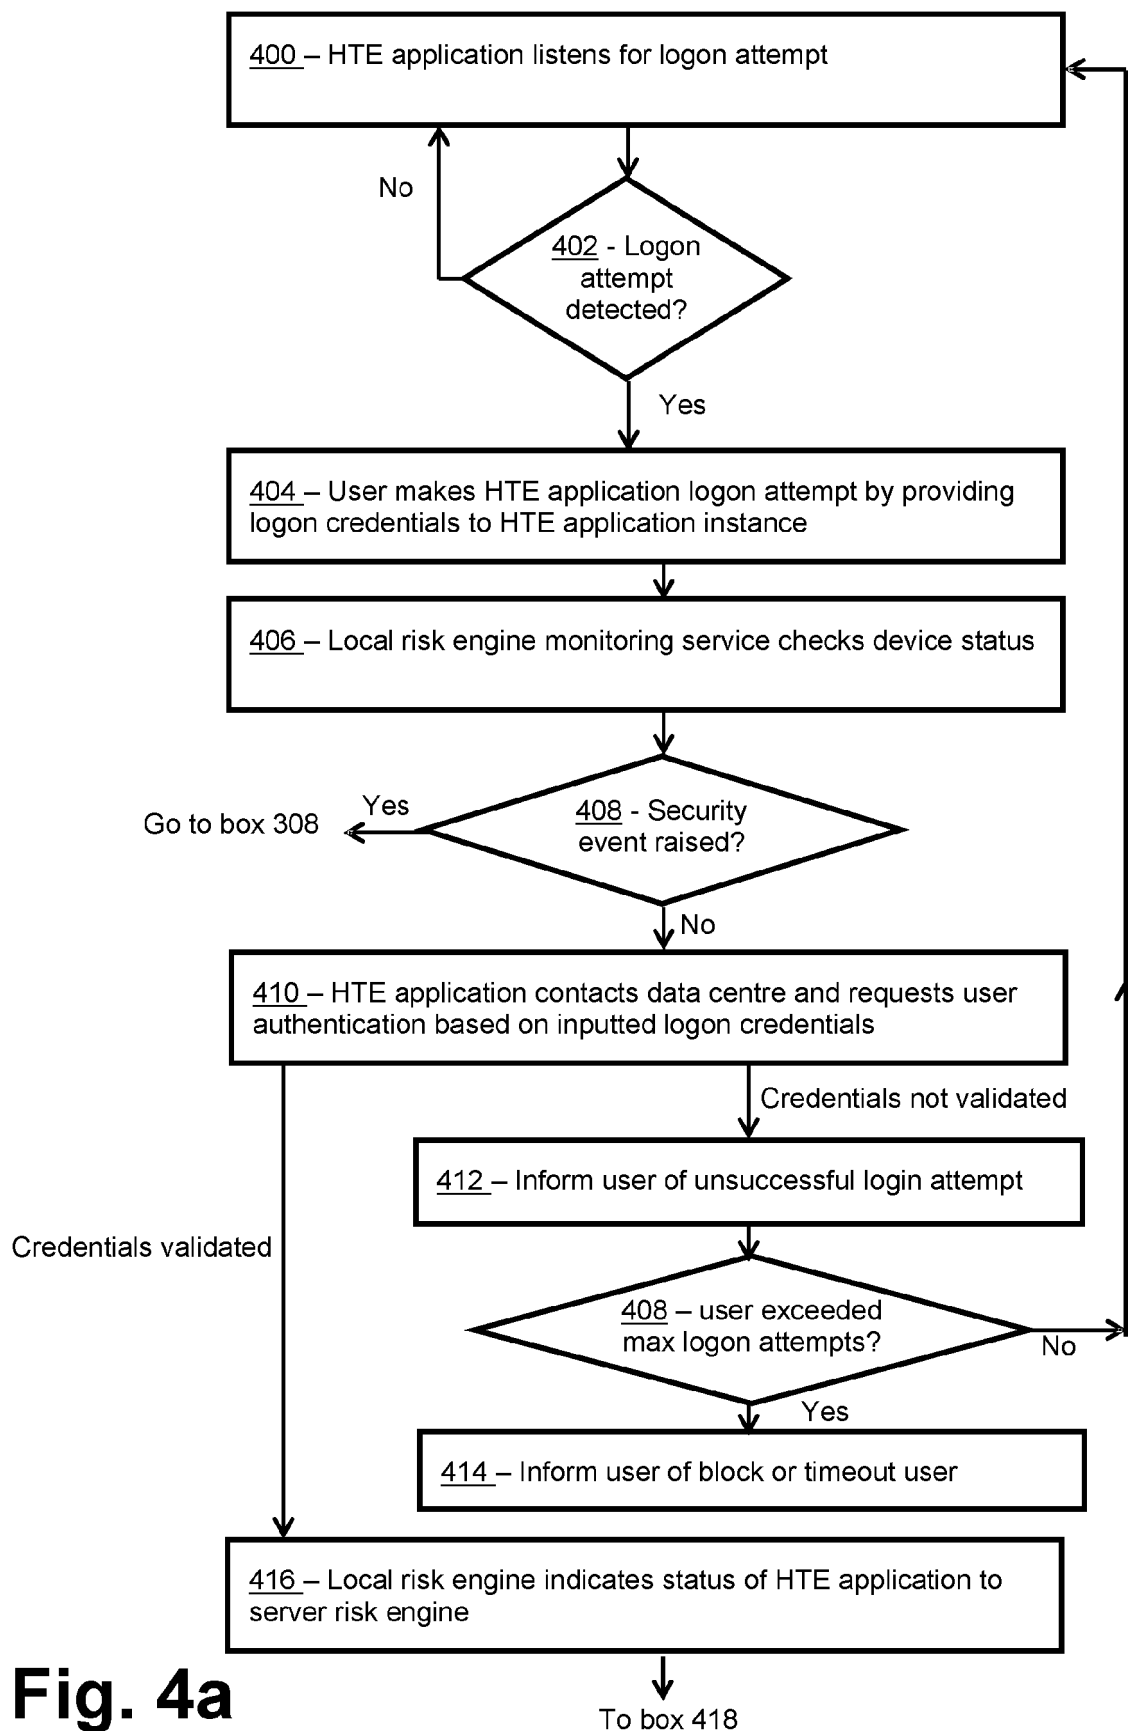 400 – HTE application listens for logon attempt
No
402 - Logon
attempt
detected?
Yes
404 – User makes HTE application logon attempt by providing
logon credentials to HTE application instance
406 – Local risk engine monitoring service checks device status
Go to box 308
Yes
408 - Security
event raised?
No
410 – HTE application contacts data centre and requests user
authentication based on inputted logon credentials
Credentials not validated
412 – Inform user of unsuccessful login attempt
Credentials validated
408 – user exceeded
max logon attempts?
No
Yes
414 – Inform user of block or timeout user
416 – Local risk engine indicates status of HTE application to
server risk engine
Fig. 4a
To box 418